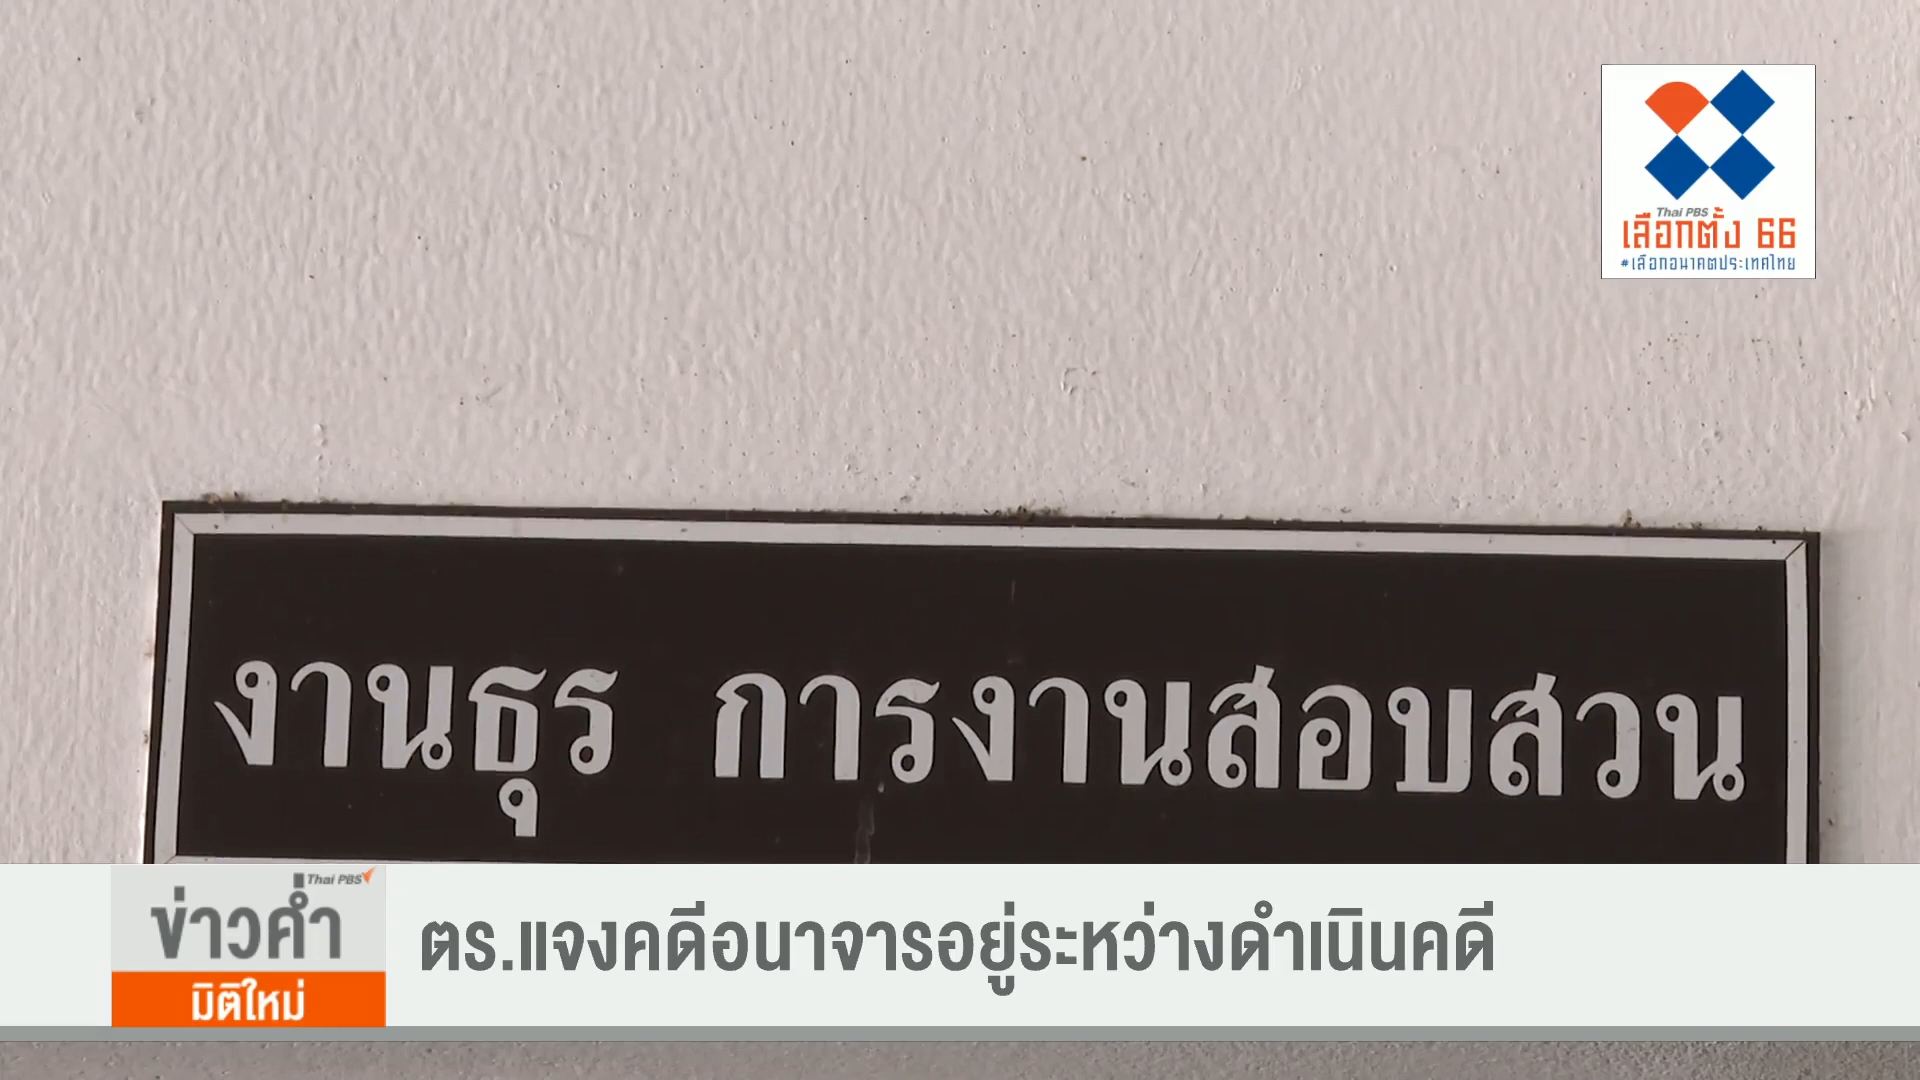 Thai PBS
เลือกตั้ง 66
#เลือกอนาคตประเทศไทย
งานธุร การงานสอบสวน
Thai PBS
ข่าวค่ำ
มิติใหม่
ตร.แจงคดีอนาจารอยู่ระหว่างดำเนินคดี